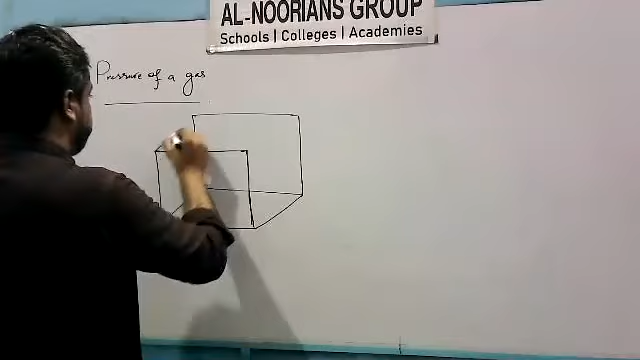 AL-NOORIANS GROUP
Schools | Colleges | Academies
Pressure of a gas